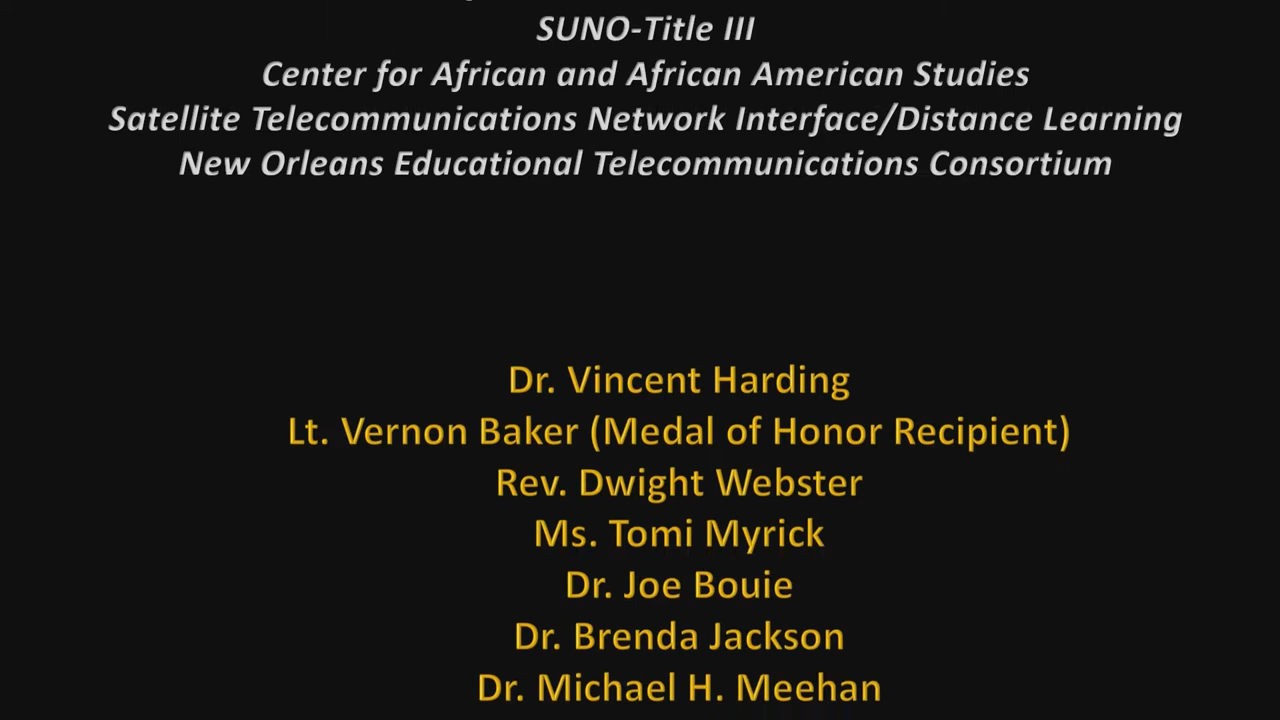 SUNO-Title III
Center for African and African American Studies
Satellite Telecommunications Network Interface/Distance Learning
New Orleans Educational Telecommunications Consortium
Dr. Vincent Harding
Lt. Vernon Baker (Medal of Honor Recipient)
Rev. Dwight Webster
Ms. Tomi Myrick
Dr. Joe Bouie
Dr. Brenda Jackson
Dr. Michael H. Meehan